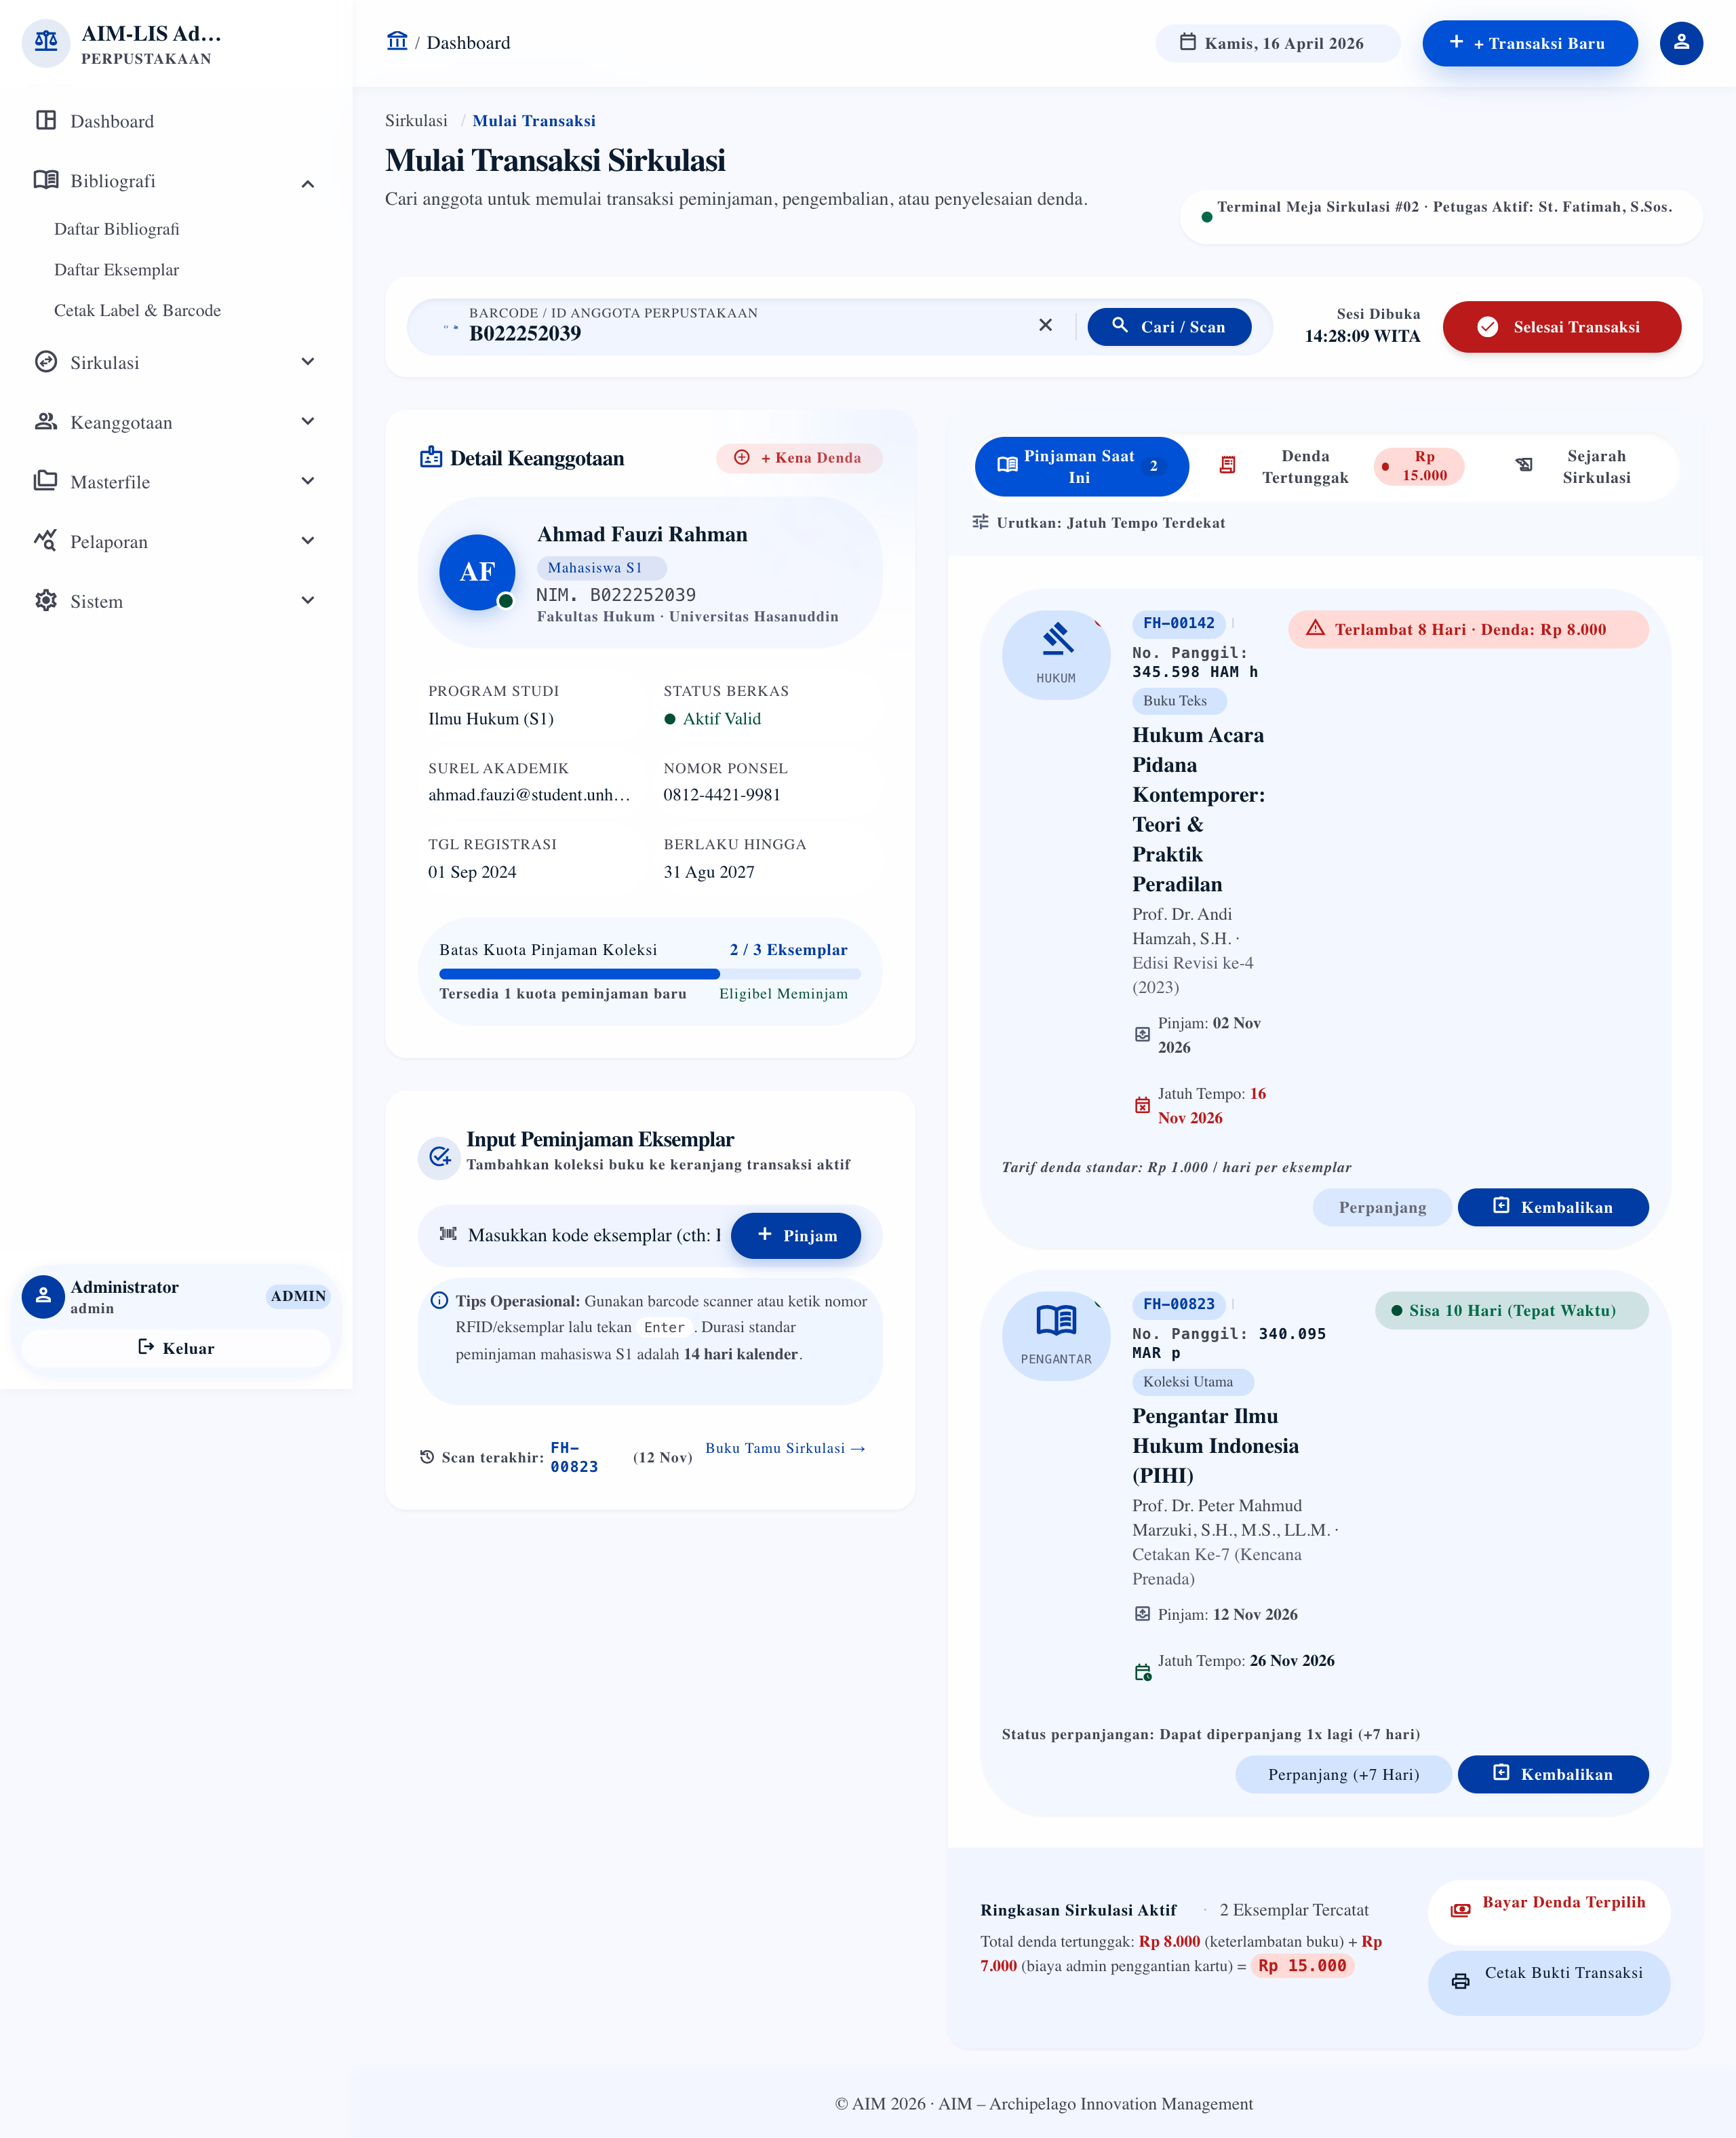 AIM-LIS Ad...
PERPUSTAKAAN
Dashboard
Bibliografi
Daftar Bibliografi
Daftar Eksemplar
Cetak Label & Barcode
Sirkulasi
Keanggotaan
Masterfile
Pelaporan
Sistem
Administrator
admin
ADMIN
Keluar
/ Dashboard
Kamis, 16 April 2026
+ Transaksi Baru
Sirkulasi / Mulai Transaksi
Mulai Transaksi Sirkulasi
Cari anggota untuk memulai transaksi peminjaman, pengembalian, atau penyelesaian denda.
Terminal Meja Sirkulasi #02 · Petugas Aktif: St. Fatimah, S.Sos.
BARCODE / ID ANGGOTA PERPUSTAKAAN
B022252039
Cari / Scan
Sesi Dibuka
14:28:09 WITA
Selesai Transaksi
Detail Keanggotaan
+ Kena Denda
AF
Ahmad Fauzi Rahman
Mahasiswa S1
NIM. B022252039
Fakultas Hukum · Universitas Hasanuddin
PROGRAM STUDI
Ilmu Hukum (S1)
STATUS BERKAS
Aktif Valid
SUREL AKADEMIK
ahmad.fauzi@student.unh...
NOMOR PONSEL
0812-4421-9981
TGL REGISTRASI
01 Sep 2024
BERLAKU HINGGA
31 Agu 2027
Batas Kuota Pinjaman Koleksi
2 / 3 Eksemplar
Tersedia 1 kuota peminjaman baru
Eligibel Meminjam
Input Peminjaman Eksemplar
Tambahkan koleksi buku ke keranjang transaksi aktif
Masukkan kode eksemplar (cth:
Pinjam
Tips Operasional: Gunakan barcode scanner atau ketik nomor
RFID/eksemplar lalu tekan Enter. Durasi standar
peminjaman mahasiswa S1 adalah 14 hari kalender.
Scan terakhir: FH-
00823
(12 Nov)
Buku Tamu Sirkulasi →
Pinjaman Saat
Ini
2
Denda
Tertunggak
Rp
15.000
Sejarah
Sirkulasi
Urutkan: Jatuh Tempo Terdekat
HUKUM
FH-00142 |
No. Panggil:
345.598 HAM h
Buku Teks
Terlambat 8 Hari · Denda: Rp 8.000
Hukum Acara
Pidana
Kontemporer:
Teori &
Praktik
Peradilan
Prof. Dr. Andi
Hamzah, S.H. ·
Edisi Revisi ke-4
(2023)
Pinjam: 02 Nov
2026
Jatuh Tempo: 16
Nov 2026
Tarif denda standar: Rp 1.000 / hari per eksemplar
Perpanjang
Kembalikan
PENGANTAR
FH-00823 |
No. Panggil: 340.095
MAR p
Koleksi Utama
Sisa 10 Hari (Tepat Waktu)
Pengantar Ilmu
Hukum Indonesia
(PIHI)
Prof. Dr. Peter Mahmud
Marzuki, S.H., M.S., LL.M. ·
Cetakan Ke-7 (Kencana
Prenada)
Pinjam: 12 Nov 2026
Jatuh Tempo: 26 Nov 2026
Status perpanjangan: Dapat diperpanjang 1x lagi (+7 hari)
Perpanjang (+7 Hari)
Kembalikan
Ringkasan Sirkulasi Aktif · 2 Eksemplar Tercatat
Total denda tertunggak: Rp 8.000 (keterlambatan buku) + Rp
7.000 (biaya admin penggantian kartu) = Rp 15.000
Bayar Denda Terpilih
Cetak Bukti Transaksi
© AIM 2026 · AIM – Archipelago Innovation Management